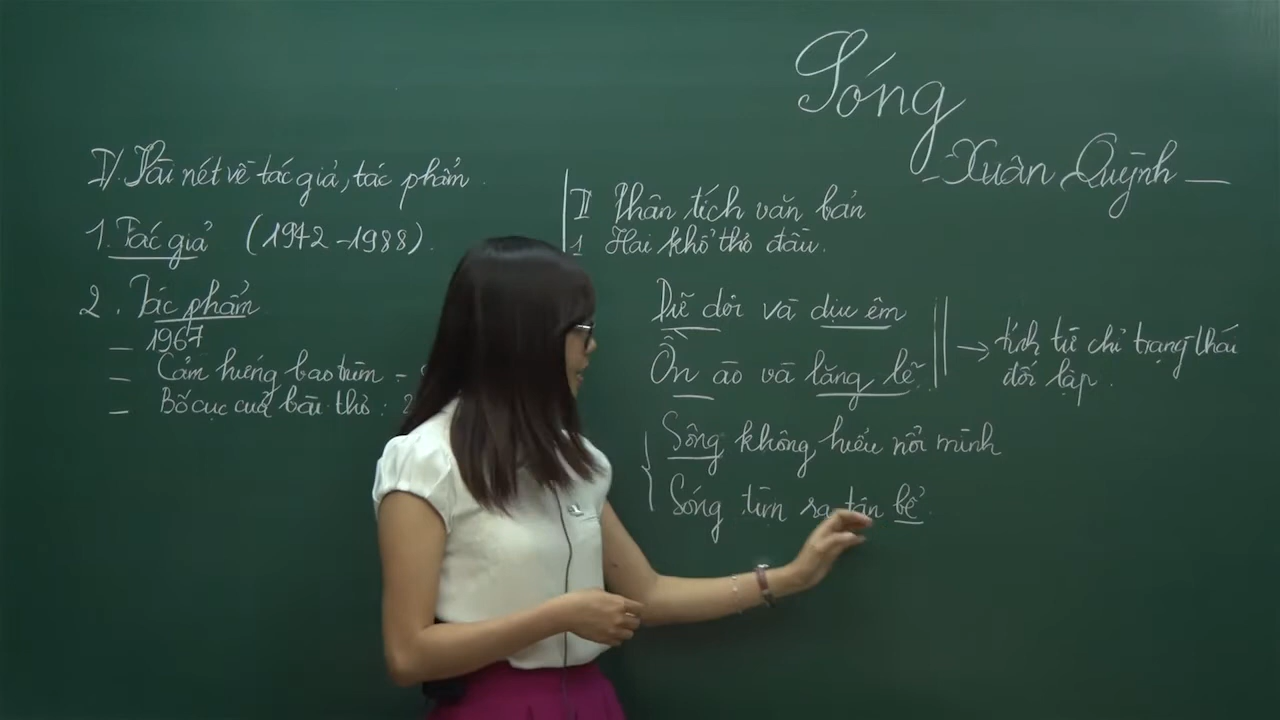 Sóng
- Xuân Quỳnh -
I/. Vài nét về tác giả, tác phẩm.
1. Tác giả (1942 - 1988).
2. Tác phẩm
- 1967
- Cảm hứng bao trùm -
- Bố cục của bài thơ : 2
II Phân tích văn bản
1 Hai khổ thơ đầu.
Dữ dội và dịu êm
Ồn ào và lặng lẽ
→ tính từ chỉ trạng thái
đối lập.
Sông không hiểu nổi mình
Sóng tìm ra tận bể.